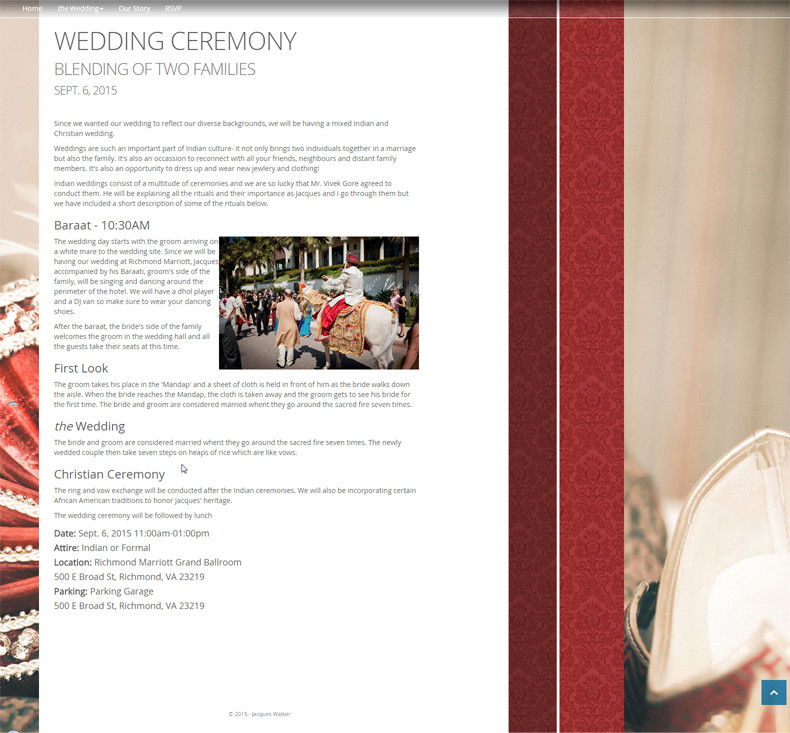 Home the Wedding Our Story RSVP
WEDDING CEREMONY
BLENDING OF TWO FAMILIES
SEPT. 6, 2015
Since we wanted our wedding to reflect our diverse backgrounds, we will be having a mixed Indian and
Christian wedding.
Weddings are such an important part of Indian culture- it not only brings two individuals together in a marriage
but also the family. It's also an occassion to reconnect with all your friends, neighbours and distant family
members. It's also an opportunity to dress up and wear new jewlery and clothing!
Indian weddings consist of a multitude of ceremonies and we are so lucky that Mr. Vivek Gore agreed to
conduct them. He will be explaining all the rituals and their importance as Jacques and I go through them but
we have included a short description of some of the rituals below.
Baraat - 10:30AM
The wedding day starts with the groom arriving on
a white mare to the wedding site. Since we will be
having our wedding at Richmond Marriott, Jacques
accompanied by his Baraati, groom's side of the
family, will be singing and dancing around the
perimeter of the hotel. We will have a dhol player
and a DJ van so make sure to wear your dancing
shoes.
After the baraat, the bride's side of the family
welcomes the groom in the wedding hall and all
the guests take their seats at this time.
First Look
The groom takes his place in the 'Mandap' and a sheet of cloth is held in front of him as the bride walks down
the aisle. When the bride reaches the Mandap, the cloth is taken away and the groom gets to see his bride for
the first time. The bride and groom are considered married whent they go around the sacred fire seven times.
the Wedding
The bride and groom are considered married whent they go around the sacred fire seven times. The newly
wedded couple then take seven steps on heaps of rice which are like vows.
Christian Ceremony
The ring and vow exchange will be conducted after the Indian ceremonies. We will also be incorporating certain
African American traditions to honor Jacques' heritage.
The wedding ceremony will be followed by lunch
Date: Sept. 6, 2015 11:00am-01:00pm
Attire: Indian or Formal
Location: Richmond Marriott Grand Ballroom
500 E Broad St, Richmond, VA 23219
Parking: Parking Garage
500 E Broad St, Richmond, VA 23219
© 2015 - Jacques Walker